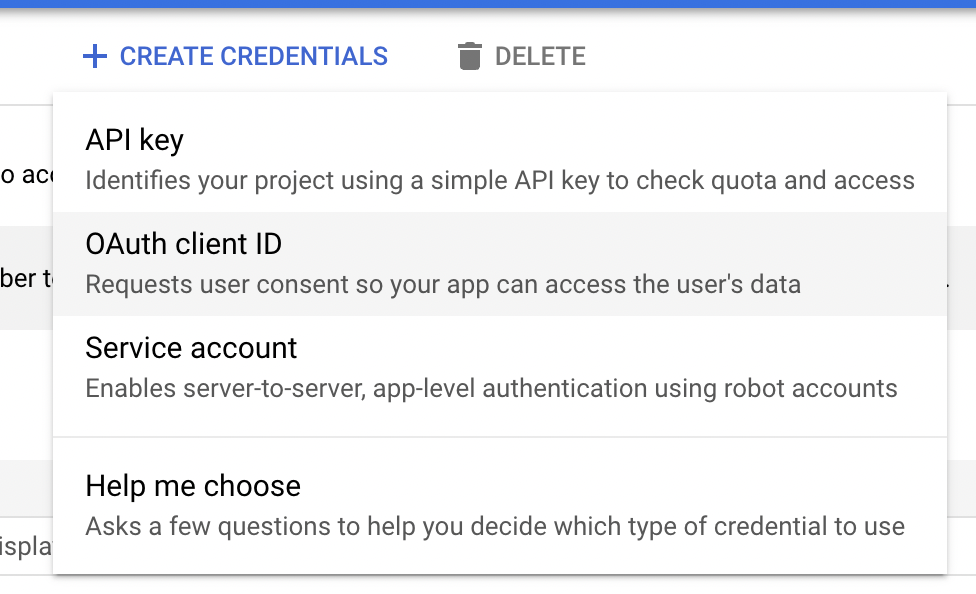 CREATE CREDENTIALS DELETE
API key
Identifies your project using a simple API key to check quota and access
OAuth client ID
Requests user consent so your app can access the user's data
Service account
Enables server-to-server, app-level authentication using robot accounts
Help me choose
Asks a few questions to help you decide which type of credential to use